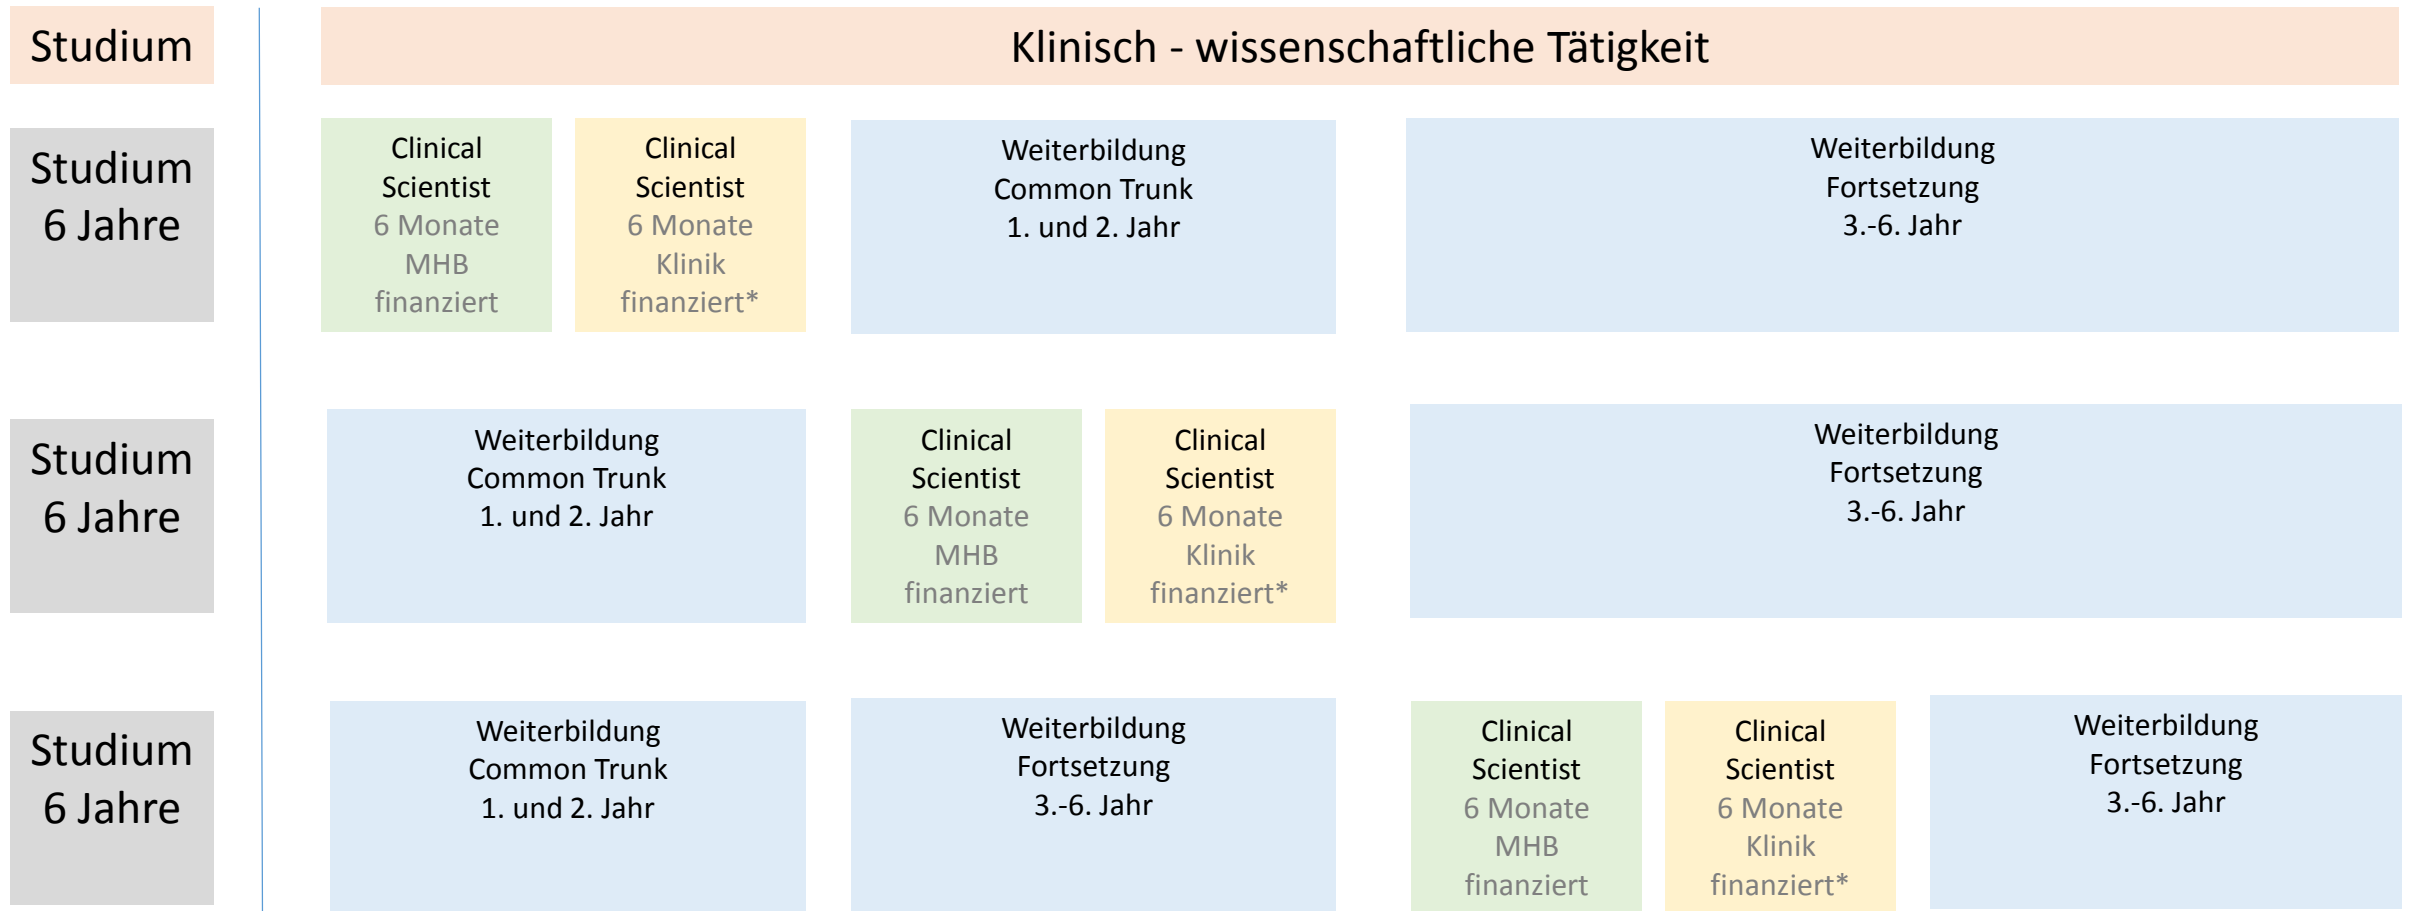 Studium
Klinisch - wissenschaftliche Tätigkeit
Studium
6 Jahre
Clinical
Scientist
6 Monate
MHB
finanziert
Clinical
Scientist
6 Monate
Klinik
finanziert*
Weiterbildung
Common Trunk
1. und 2. Jahr
Weiterbildung
Fortsetzung
3.-6. Jahr
Studium
6 Jahre
Weiterbildung
Common Trunk
1. und 2. Jahr
Clinical
Scientist
6 Monate
MHB
finanziert
Clinical
Scientist
6 Monate
Klinik
finanziert*
Weiterbildung
Fortsetzung
3.-6. Jahr
Studium
6 Jahre
Weiterbildung
Common Trunk
1. und 2. Jahr
Weiterbildung
Fortsetzung
3.-6. Jahr
Clinical
Scientist
6 Monate
MHB
finanziert
Clinical
Scientist
6 Monate
Klinik
finanziert*
Weiterbildung
Fortsetzung
3.-6. Jahr